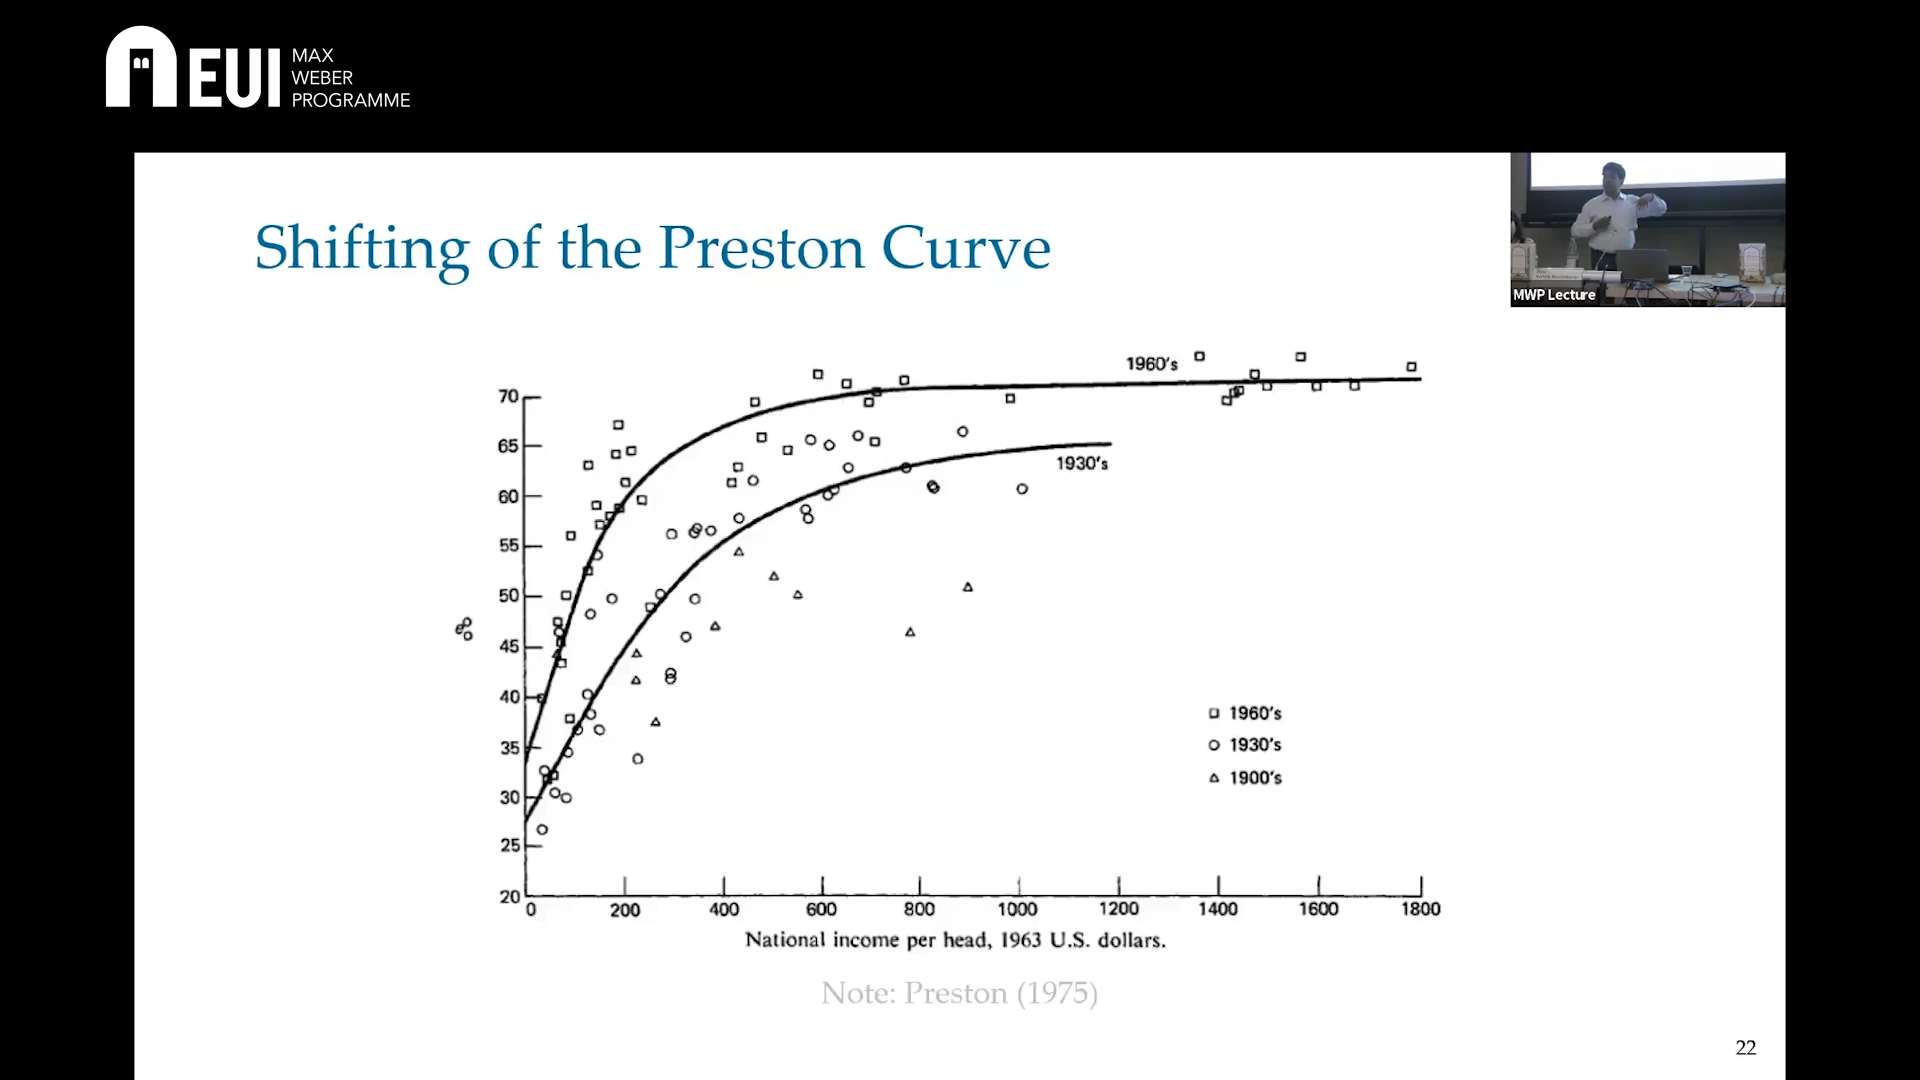 EUI
MAX
WEBER
PROGRAMME
Shifting of the Preston Curve
MWP Lecture
1960's
1930's
70
65
60
55
50
45
40
35
30
25
20
0 200 400 600 800 1000 1200 1400 1600 1800
□ 1960's
○ 1930's
△ 1900's
National income per head, 1963 U.S. dollars.
Note: Preston (1975)
22